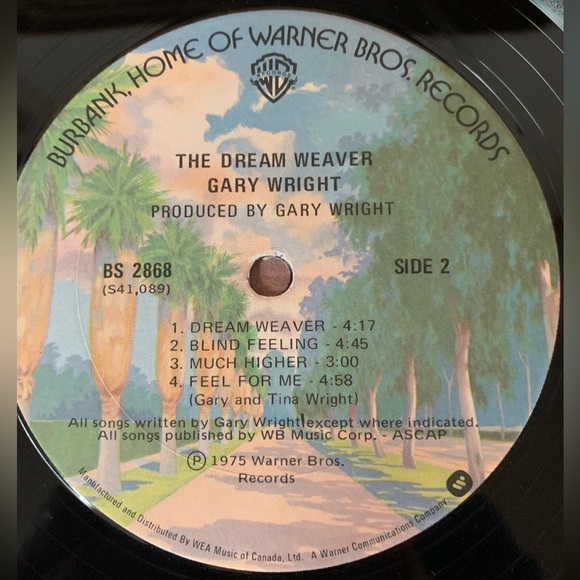 BURBANK, HOME OF WARNER BROS. RECORDS
WB
RECORDS
THE DREAM WEAVER
GARY WRIGHT
PRODUCED BY GARY WRIGHT
BS 2868
(S41,089)
SIDE 2
1. DREAM WEAVER - 4:17
2. BLIND FEELING - 4:45
3. MUCH HIGHER - 3:00
4. FEEL FOR ME - 4:58
(Gary and Tina Wright)
All songs written by Gary Wright except where indicated.
All songs published by WB Music Corp. - ASCAP
Ⓟ 1975 Warner Bros.
Records
Manufactured and Distributed By WEA Music of Canada, Ltd. A Warner Communications Company